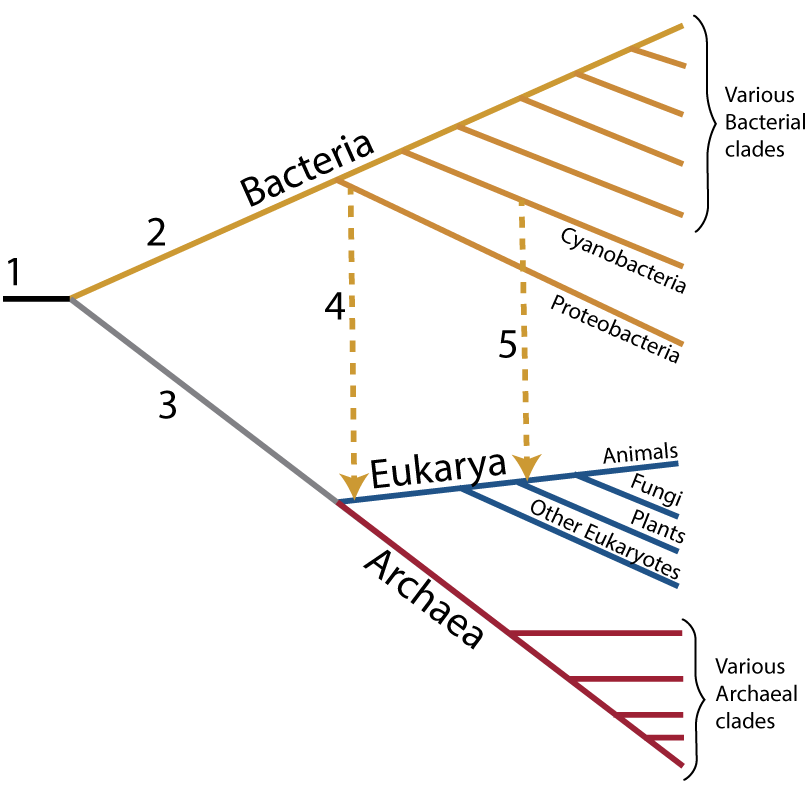 Various
Bacterial
clades
Bacteria
2
1
Cyanobacteria
4
Proteobacteria
5
3
Animals
Eukarya
Fungi
Plants
Other Eukaryotes
Archaea
Various
Archaeal
clades